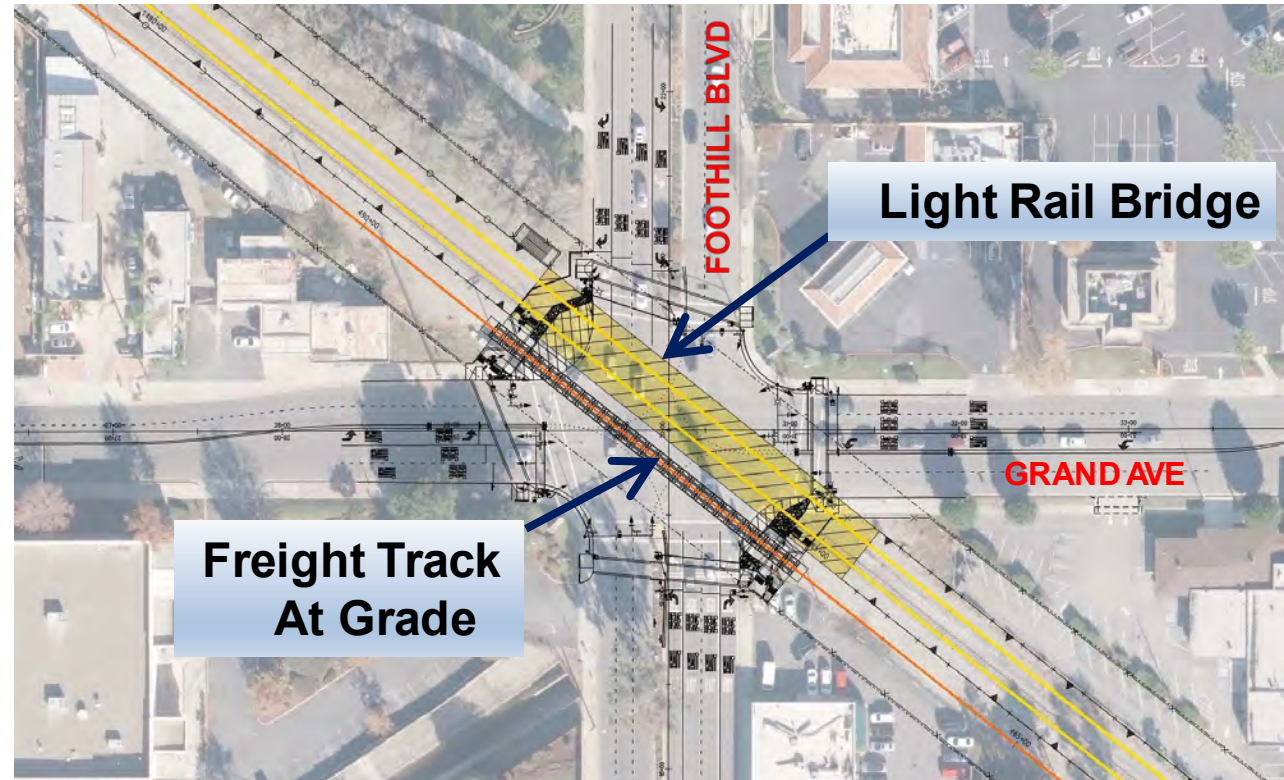 FOOTHILL BLVD
Light Rail Bridge
GRAND AVE
Freight Track
At Grade